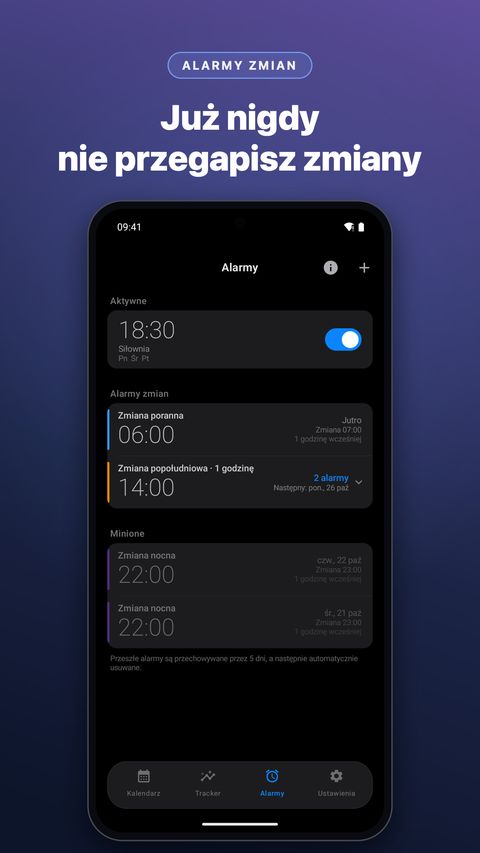 ALARMY ZMIAN
Już nigdy
nie przegapisz zmiany
09:41
Alarmy
Aktywne
18:30
Siłownia
Pn Śr Pt
Alarmy zmian
Zmiana poranna
06:00
Jutro
Zmiana 07:00
1 godzinę wcześniej
Zmiana popołudniowa · 1 godzinę
14:00
2 alarmy
Następny: pon., 26 paź
Minione
Zmiana nocna
22:00
czw., 22 paź
Zmiana 23:00
1 godzinę wcześniej
Zmiana nocna
22:00
śr., 21 paź
Zmiana 23:00
1 godzinę wcześniej
Przeszłe alarmy są przechowywane przez 5 dni, a następnie automatycznie
usuwane.
Kalendarz
Tracker
Alarmy
Ustawienia